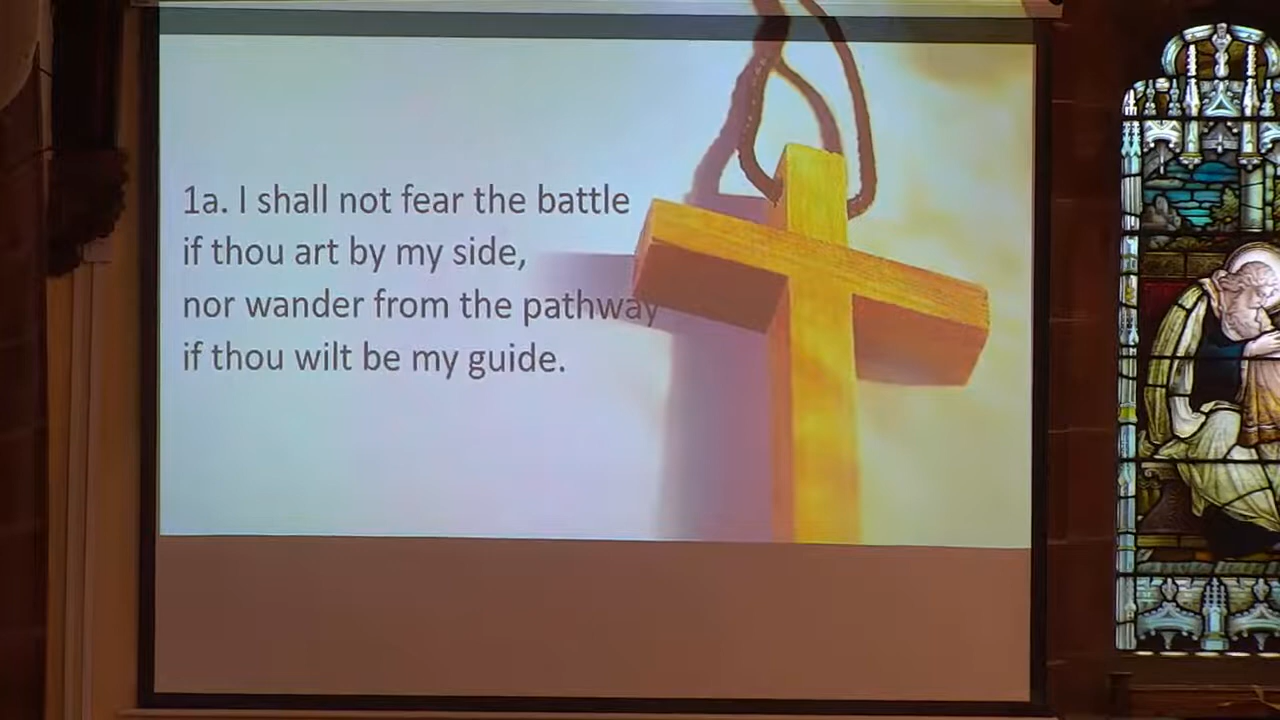 1a. I shall not fear the battle
if thou art by my side,
nor wander from the pathway
if thou wilt be my guide.